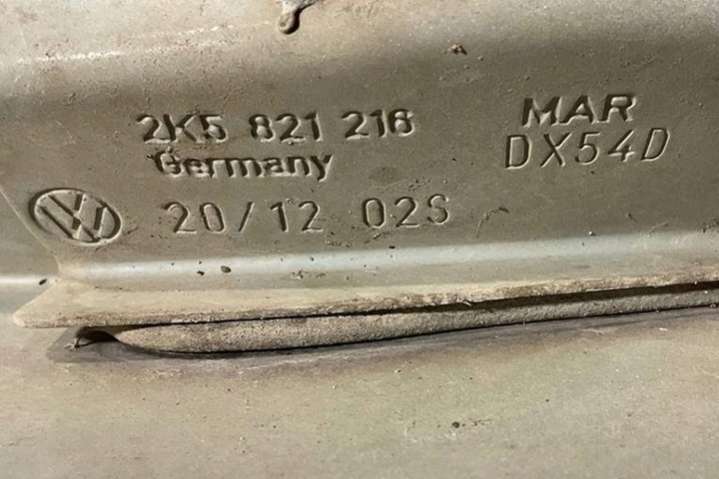 2K5 821 216
Germany
20/12 02S
MAR
DX54D